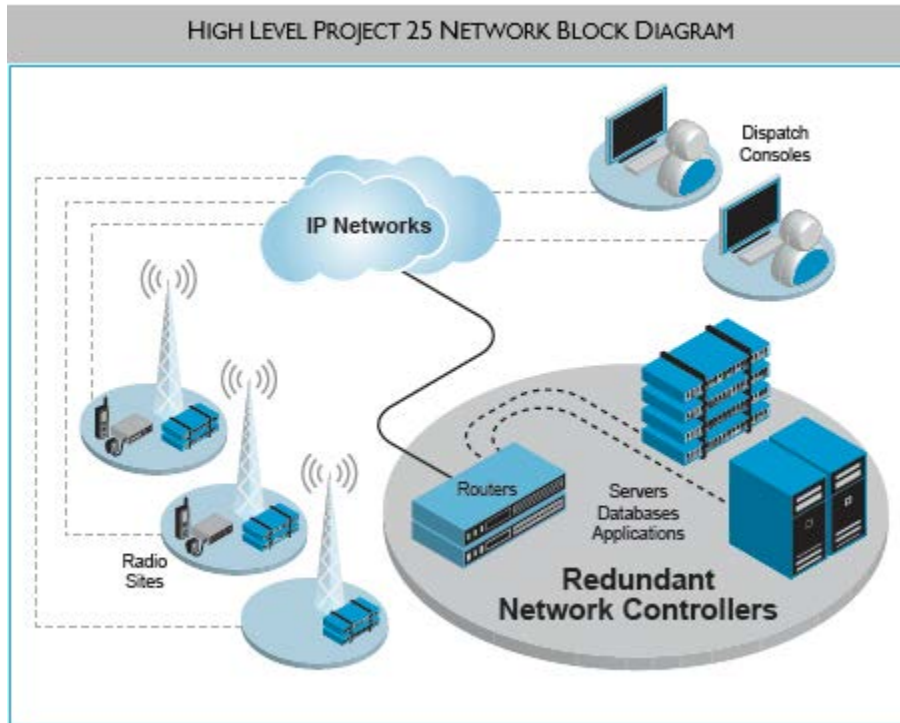 HIGH LEVEL PROJECT 25 NETWORK BLOCK DIAGRAM
Dispatch
Consoles
IP Networks
Routers
Servers
Databases
Applications
Radio
Sites
Redundant
Network Controllers